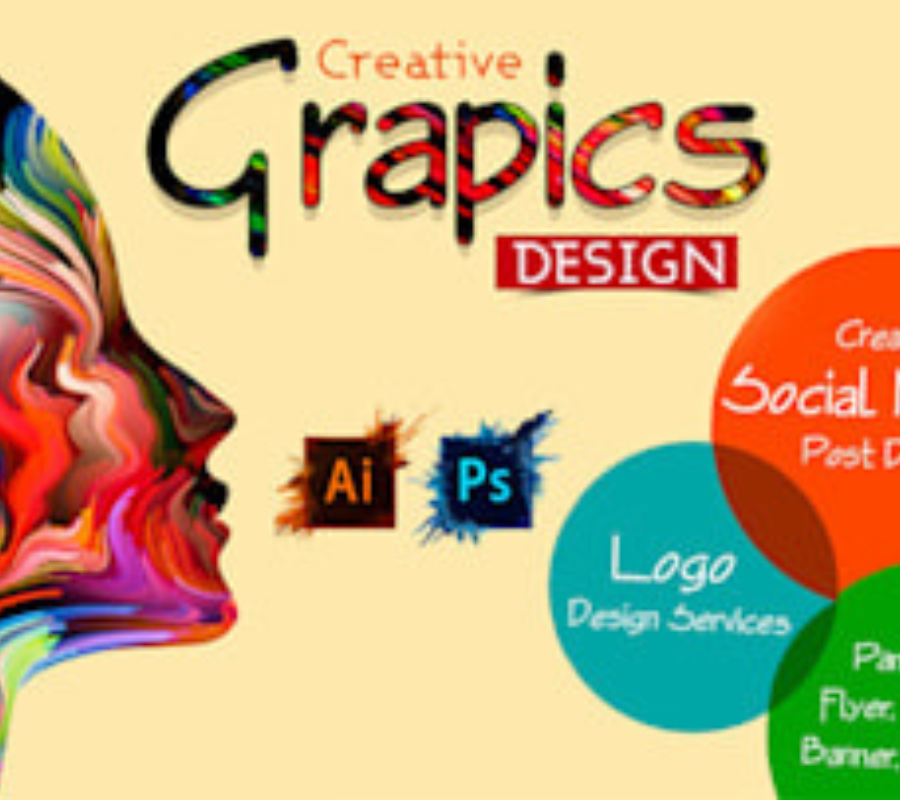 Creative
Grapics
DESIGN
Social
Post
Ai
Ps
Logo
Design Services
Flyer,
Banner,